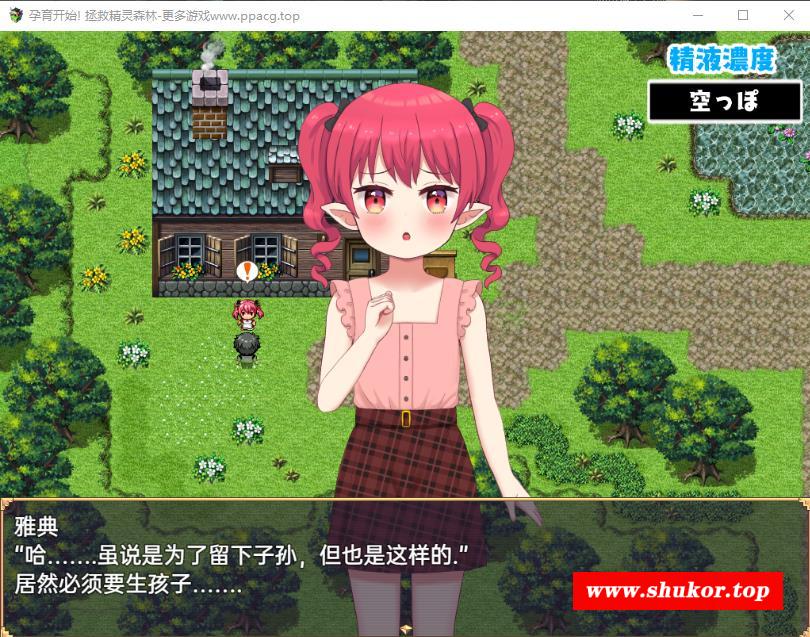 孕育开始! 拯救精灵森林-更多游戏www.ppacg.top
精液濃度
空っぽ
雅典
“哈…….虽说是为了留下子孙，但也是这样的.”
居然必须要生孩子…….
www.shukor.top